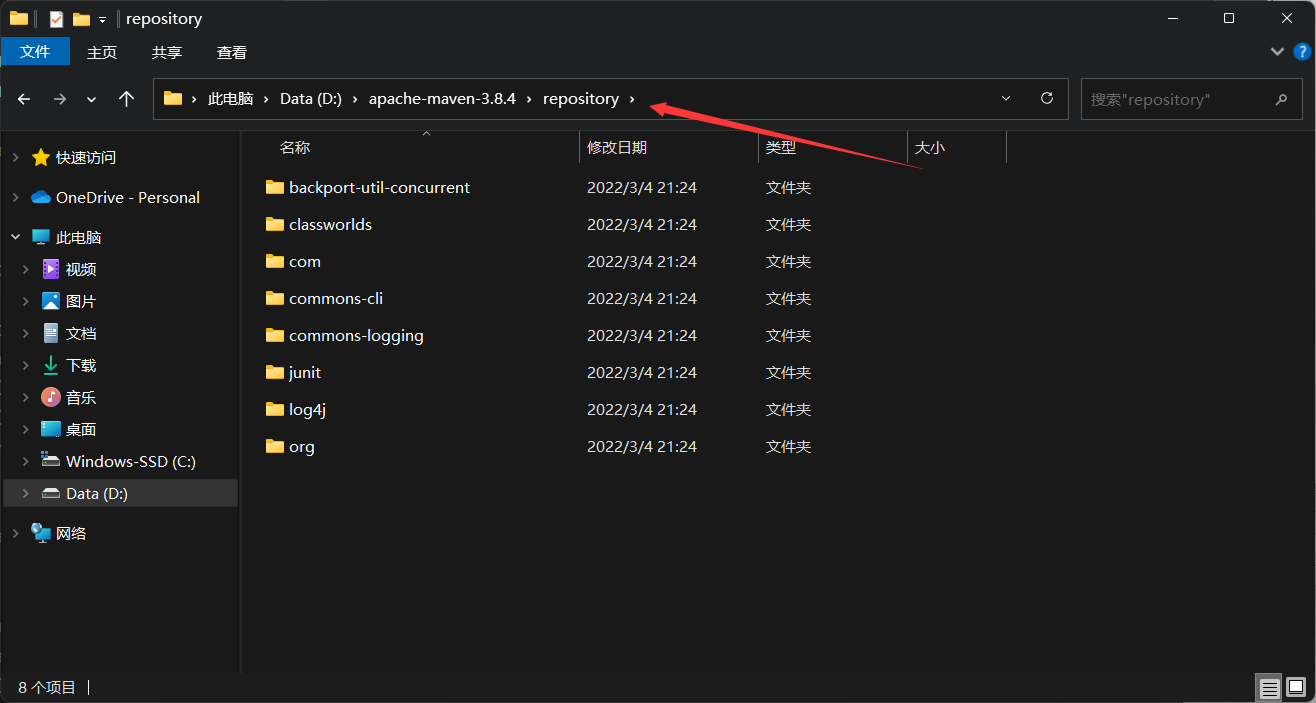 repository
文件 主页 共享 查看
此电脑 Data (D:) apache-maven-3.8.4 repository 搜索"repository"
名称 修改日期 类型 大小
快速访问
OneDrive - Personal
此电脑
视频
图片
文档
下载
音乐
桌面
Windows-SSD (C:)
Data (D:)
网络
backport-util-concurrent 2022/3/4 21:24 文件夹
classworlds 2022/3/4 21:24 文件夹
com 2022/3/4 21:24 文件夹
commons-cli 2022/3/4 21:24 文件夹
commons-logging 2022/3/4 21:24 文件夹
junit 2022/3/4 21:24 文件夹
log4j 2022/3/4 21:24 文件夹
org 2022/3/4 21:24 文件夹
8 个项目